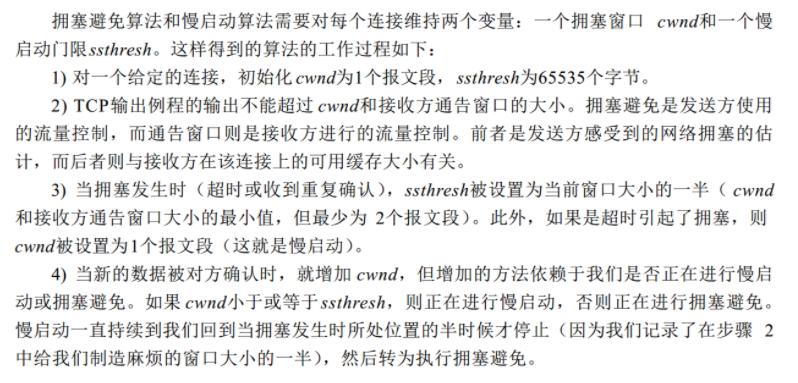 拥塞避免算法和慢启动算法需要对每个连接维持两个变量：一个拥塞窗口 cwnd和一个慢
启动门限ssthresh。这样得到的算法的工作过程如下：
1) 对一个给定的连接，初始化cwnd为1个报文段，ssthresh为65535个字节。
2) TCP输出例程的输出不能超过cwnd和接收方通告窗口的大小。拥塞避免是发送方使用
的流量控制，而通告窗口则是接收方进行的流量控制。前者是发送方感受到的网络拥塞的估
计，而后者则与接收方在该连接上的可用缓存大小有关。
3) 当拥塞发生时（超时或收到重复确认），ssthresh被设置为当前窗口大小的一半（ cwnd
和接收方通告窗口大小的最小值，但最少为 2个报文段）。此外，如果是超时引起了拥塞，则
cwnd被设置为1个报文段（这就是慢启动）。
4) 当新的数据被对方确认时，就增加 cwnd，但增加的方法依赖于我们是否正在进行慢启
动或拥塞避免。如果cwnd小于或等于ssthresh，则正在进行慢启动，否则正在进行拥塞避免。
慢启动一直持续到我们回到当拥塞发生时所处位置的半时候才停止（因为我们记录了在步骤 2
中给我们制造麻烦的窗口大小的一半），然后转为执行拥塞避免。